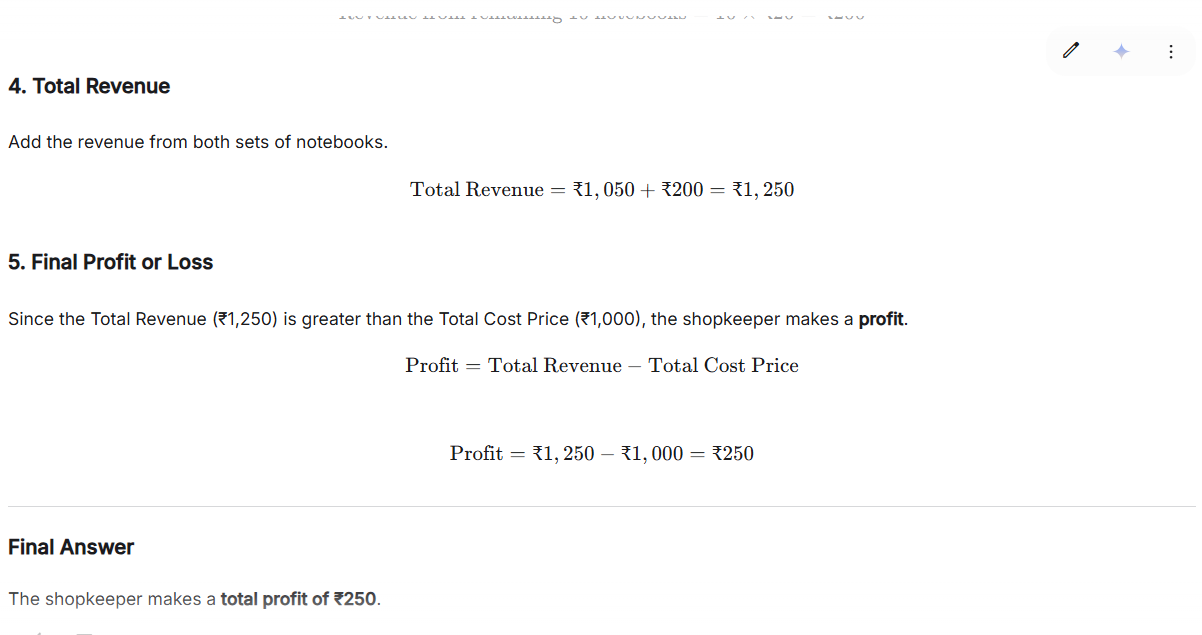 4. Total Revenue
Add the revenue from both sets of notebooks.
Total Revenue = ₹1, 050 + ₹200 = ₹1, 250
5. Final Profit or Loss
Since the Total Revenue (₹1,250) is greater than the Total Cost Price (₹1,000), the shopkeeper makes a profit.
Profit = Total Revenue − Total Cost Price
Profit = ₹1, 250 − ₹1, 000 = ₹250
Final Answer
The shopkeeper makes a total profit of ₹250.